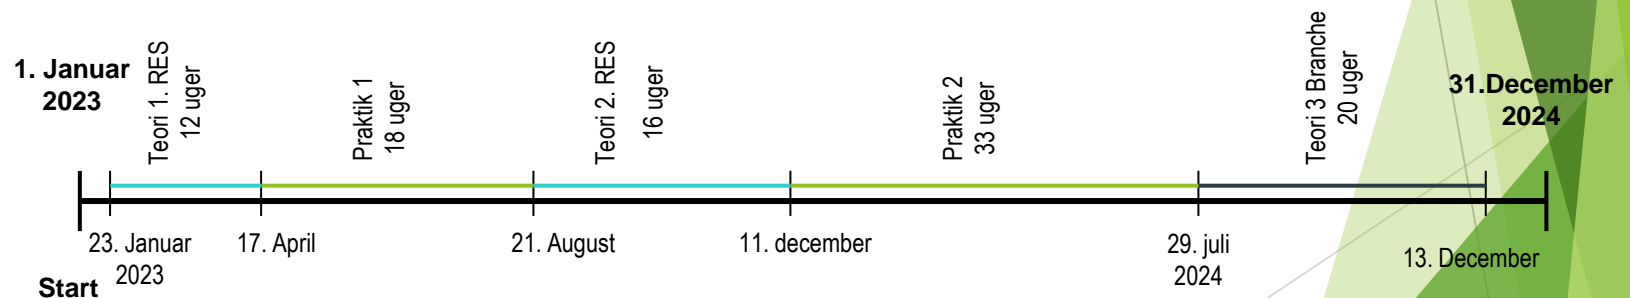 1. Januar
2023
Teori 1. RES
12 uger
Praktik 1
18 uger
Teori 2. RES
16 uger
Praktik 2
33 uger
Teori 3 Branche
20 uger
31.December
2024
23. Januar
2023
17. April
21. August
11. december
29. juli
2024
13. December
Start